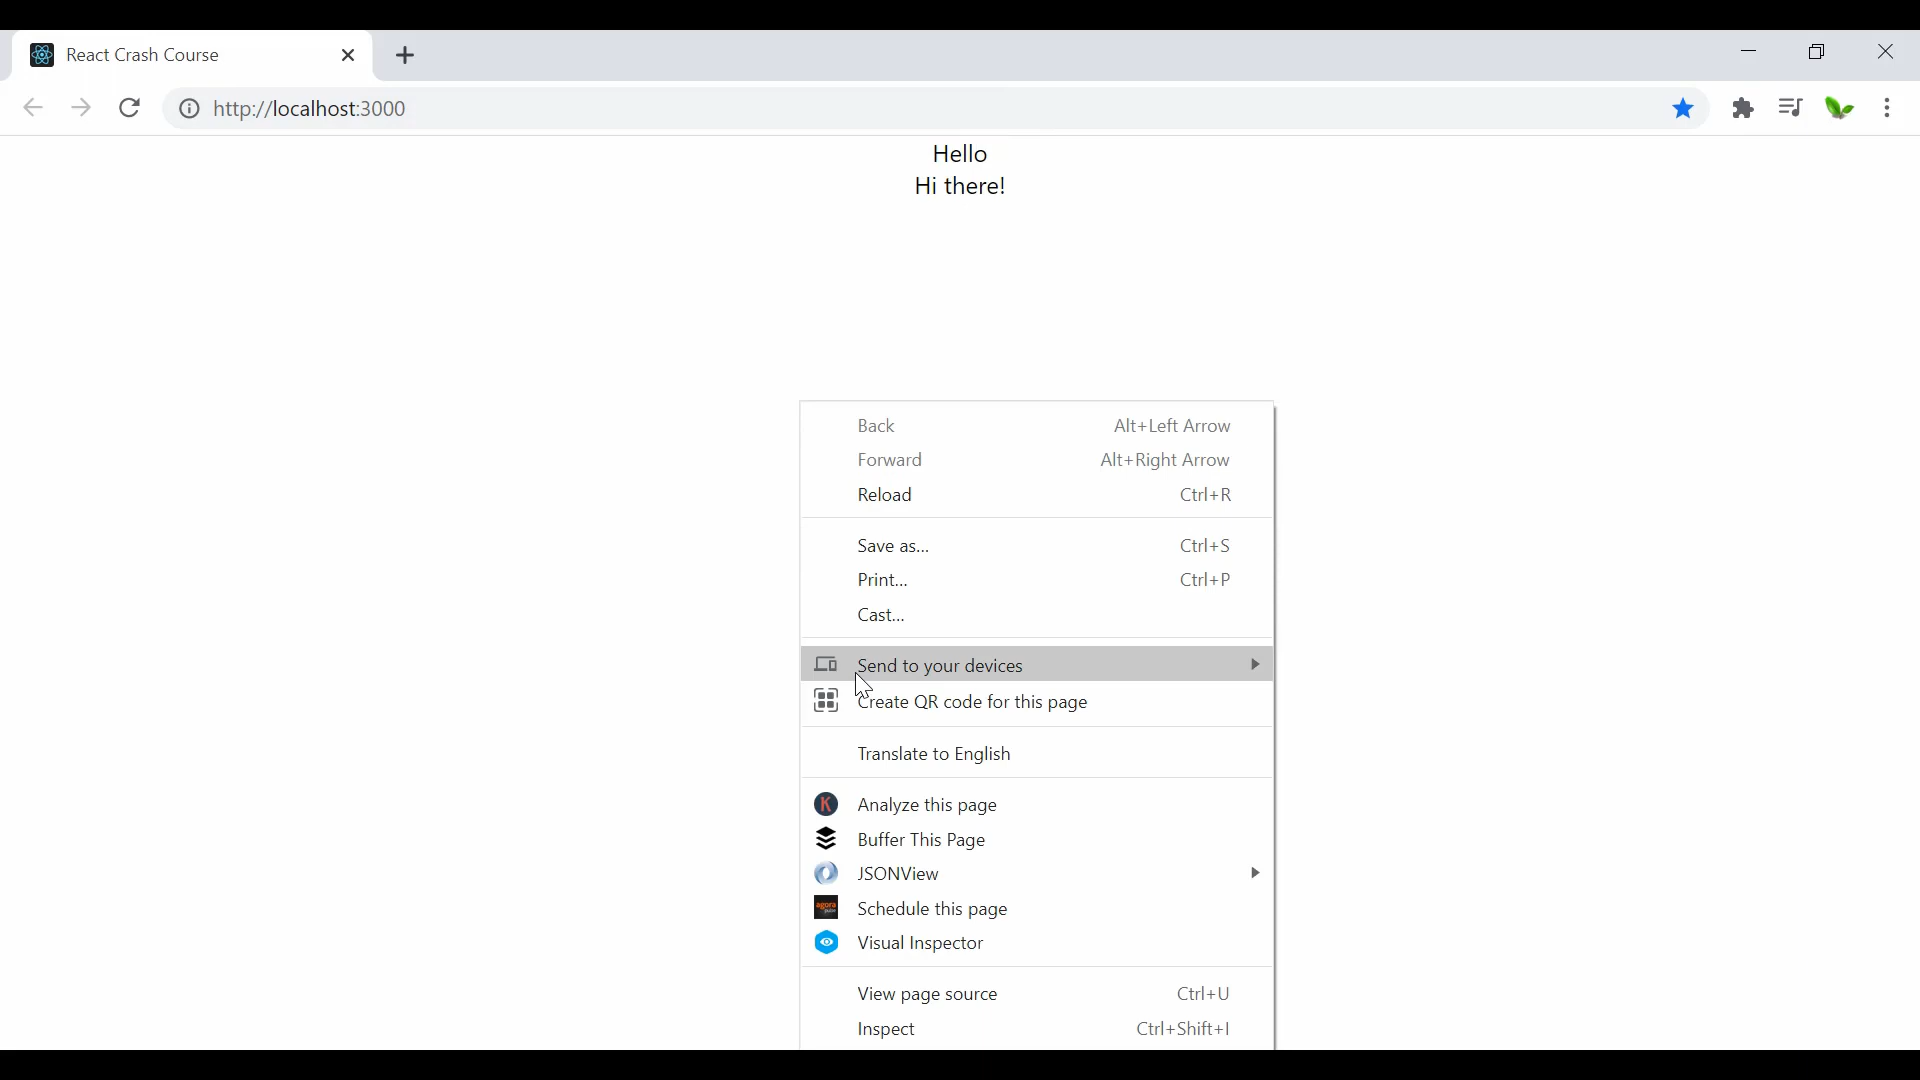 React Crash Course
http://localhost:3000
Hello
Hi there!
Back Alt+Left Arrow
Forward Alt+Right Arrow
Reload Ctrl+R
Save as... Ctrl+S
Print... Ctrl+P
Cast...
Send to your devices
Create QR code for this page
Translate to English
K Analyze this page
Buffer This Page
JSONView
agora pulse Schedule this page
Visual Inspector
View page source Ctrl+U
Inspect Ctrl+Shift+I